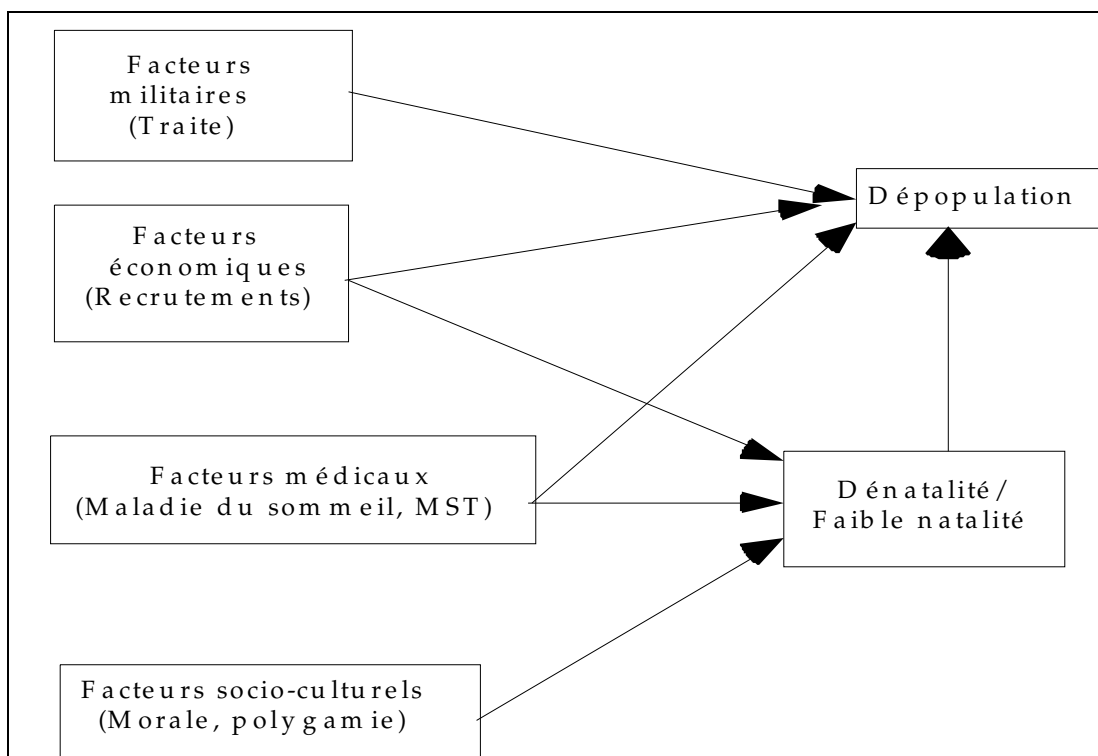 Facteurs
militaires
(Traite)
Dépopulation
Facteurs
économiques
(Recrutements)
Facteurs médicaux
(Maladie du sommeil, MST)
Dénatalité/
Faible natalité
Facteurs socio-culturels
(Morale, polygamie)